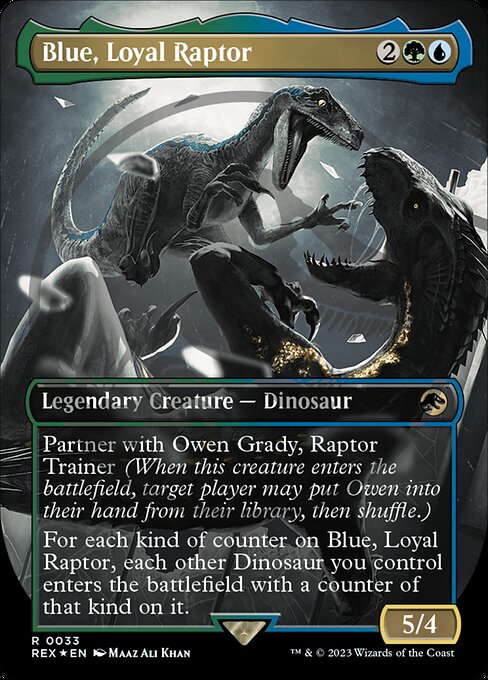 Blue, Loyal Raptor 2
Legendary Creature — Dinosaur
Partner with Owen Grady, Raptor
Trainer (When this creature enters the
battlefield, target player may put Owen into
their hand from their library, then shuffle.)
For each kind of counter on Blue, Loyal
Raptor, each other Dinosaur you control
enters the battlefield with a counter of
that kind on it.
5/4
R 0033
REX★EN Maaz Ali Khan ™ & © 2023 Wizards of the Coast